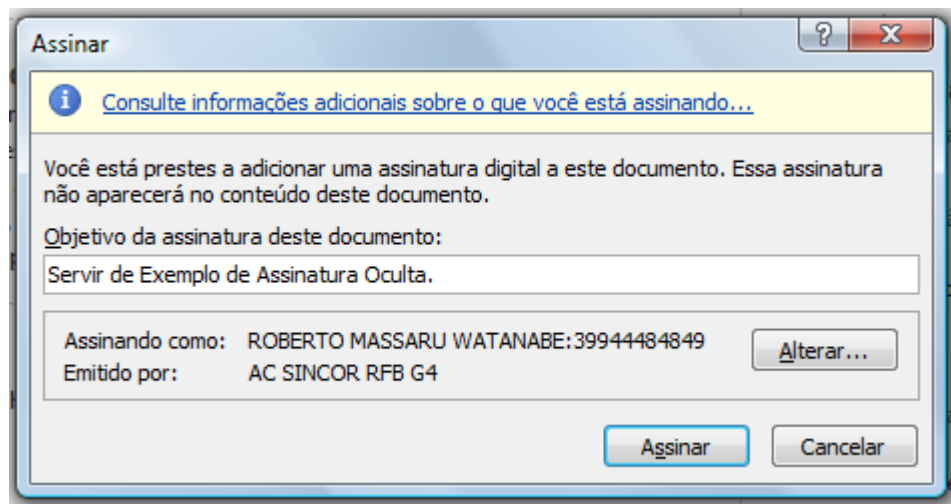 Assinar
Consulte informações adicionais sobre o que você está assinando...
Você está prestes a adicionar uma assinatura digital a este documento. Essa assinatura
não aparecerá no conteúdo deste documento.
Objetivo da assinatura deste documento:
Servir de Exemplo de Assinatura Oculta.
Assinando como: ROBERTO MASSARU WATANABE:39944484849
Alterar...
Emitido por: AC SINCOR RFB G4
Assinar Cancelar